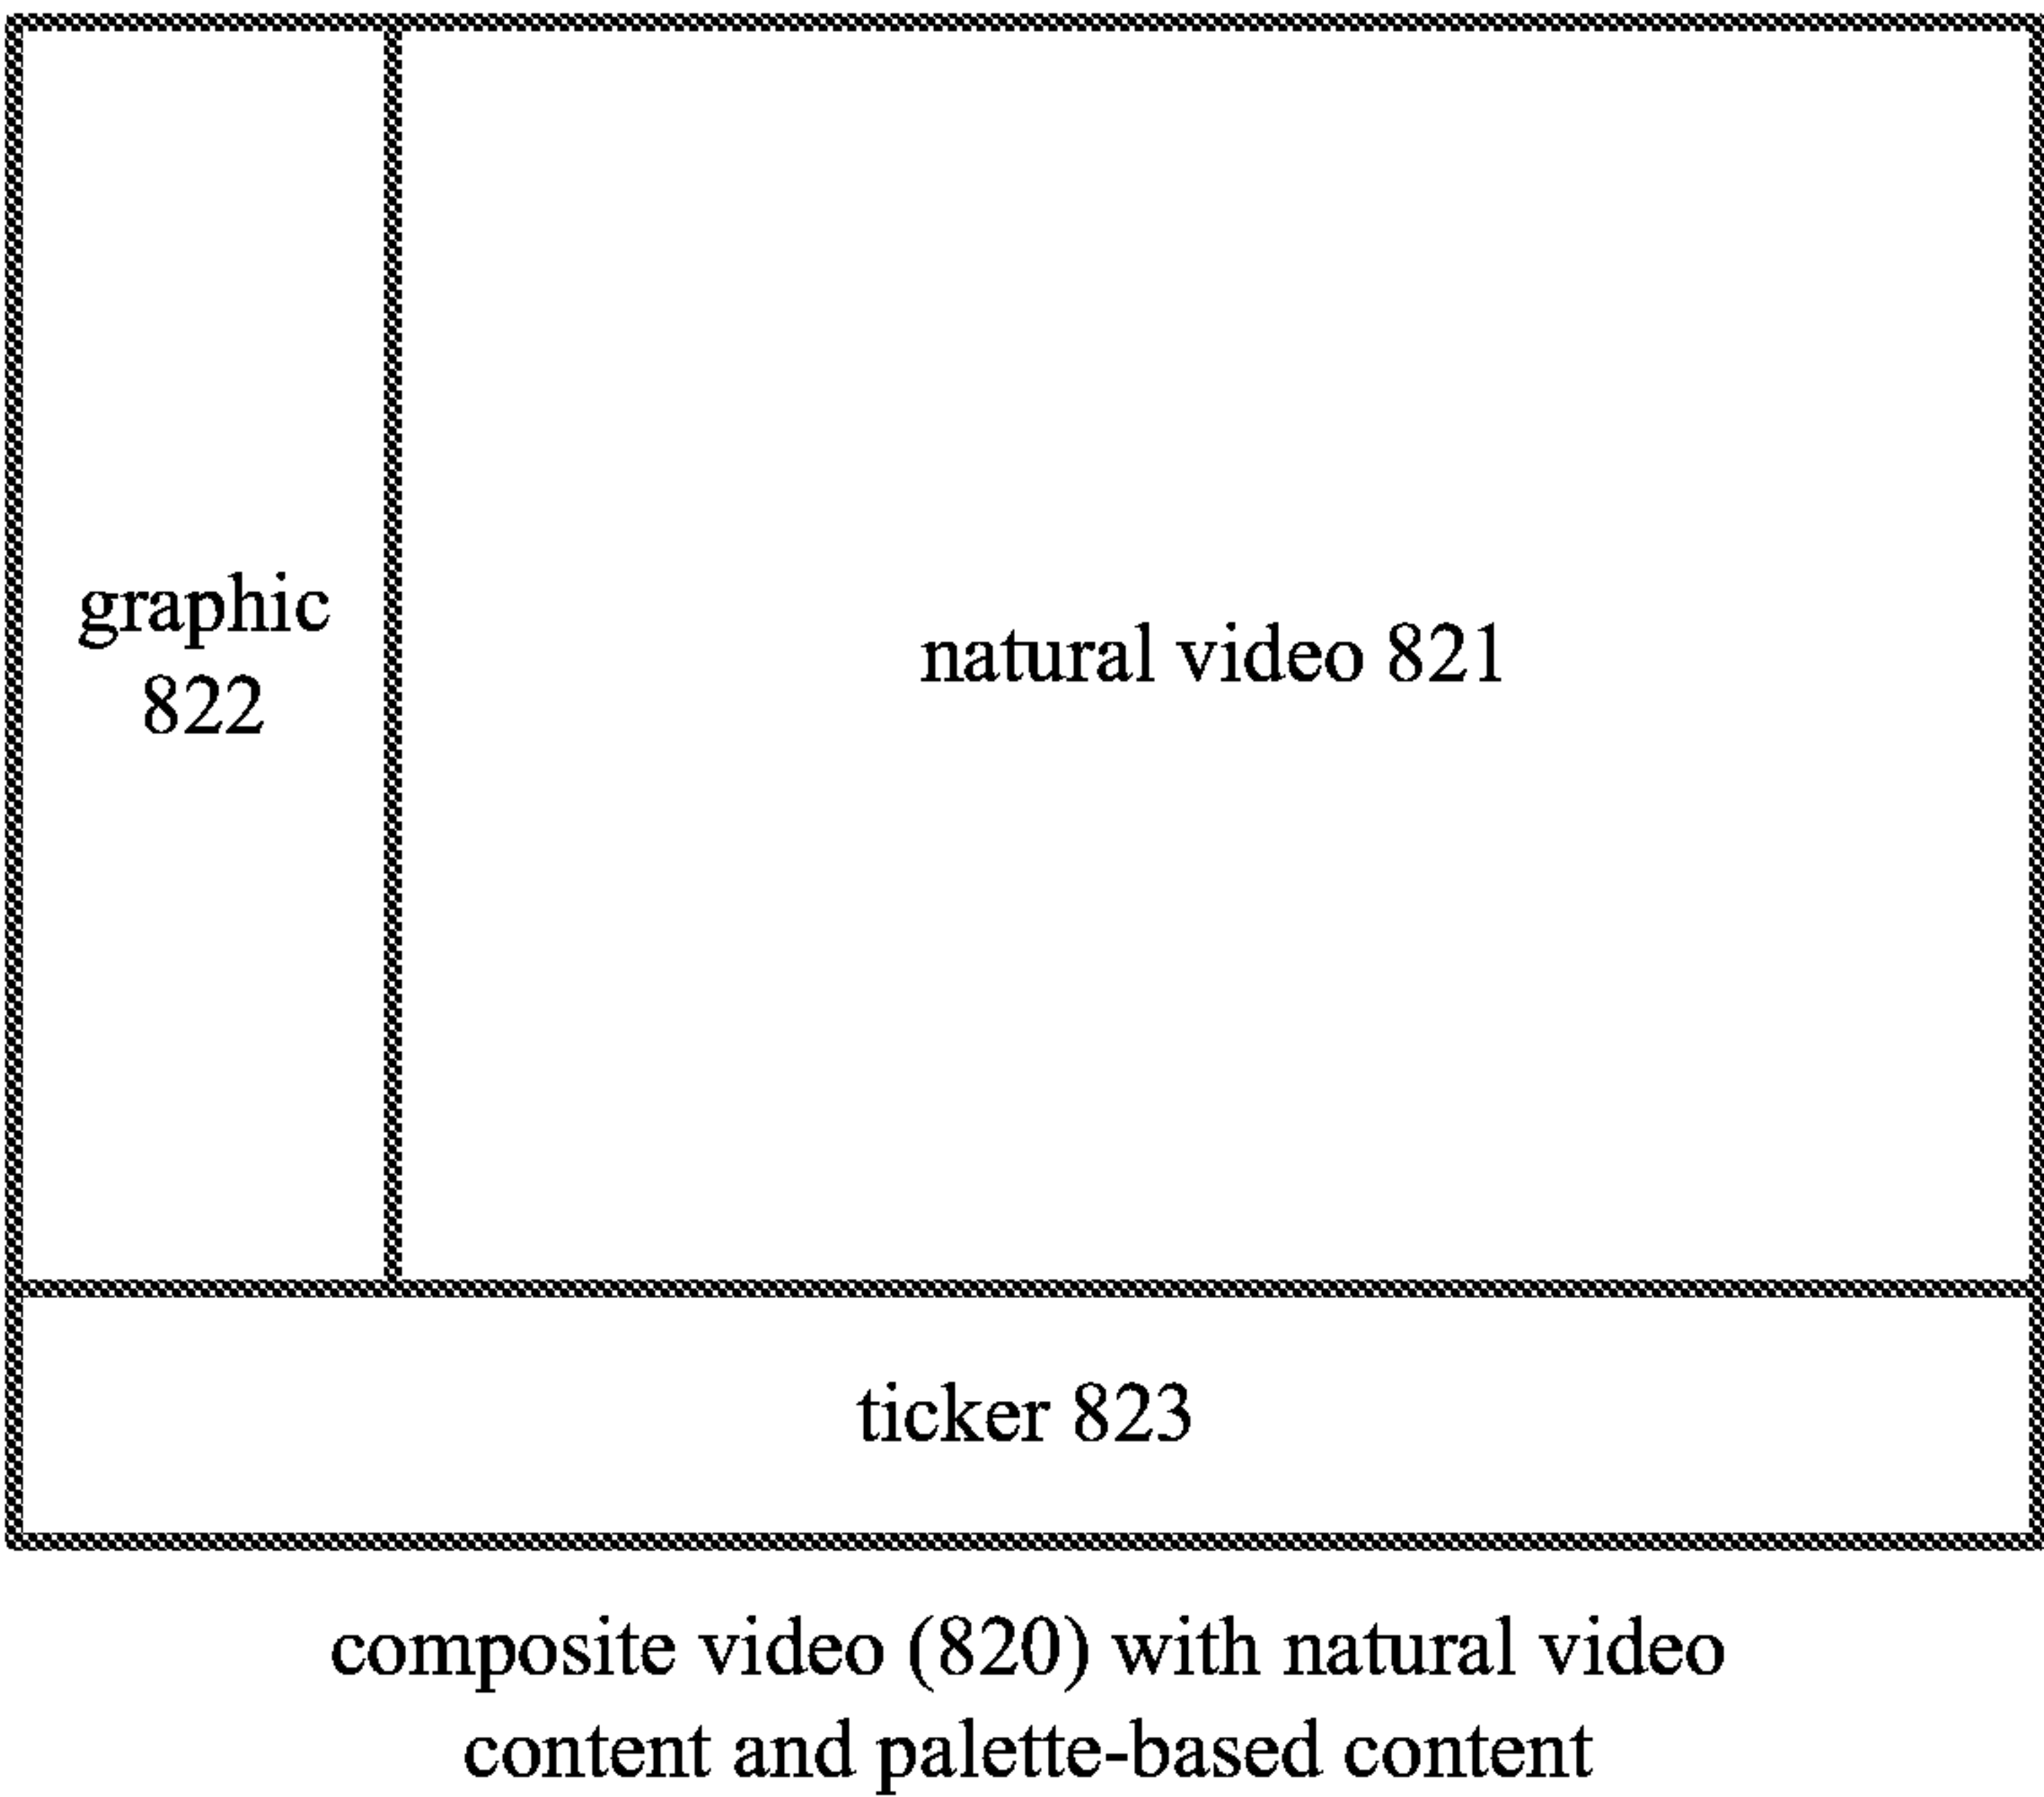 graphic
822
natural video 821
ticker 823
composite video (820) with natural video
content and palette-based content